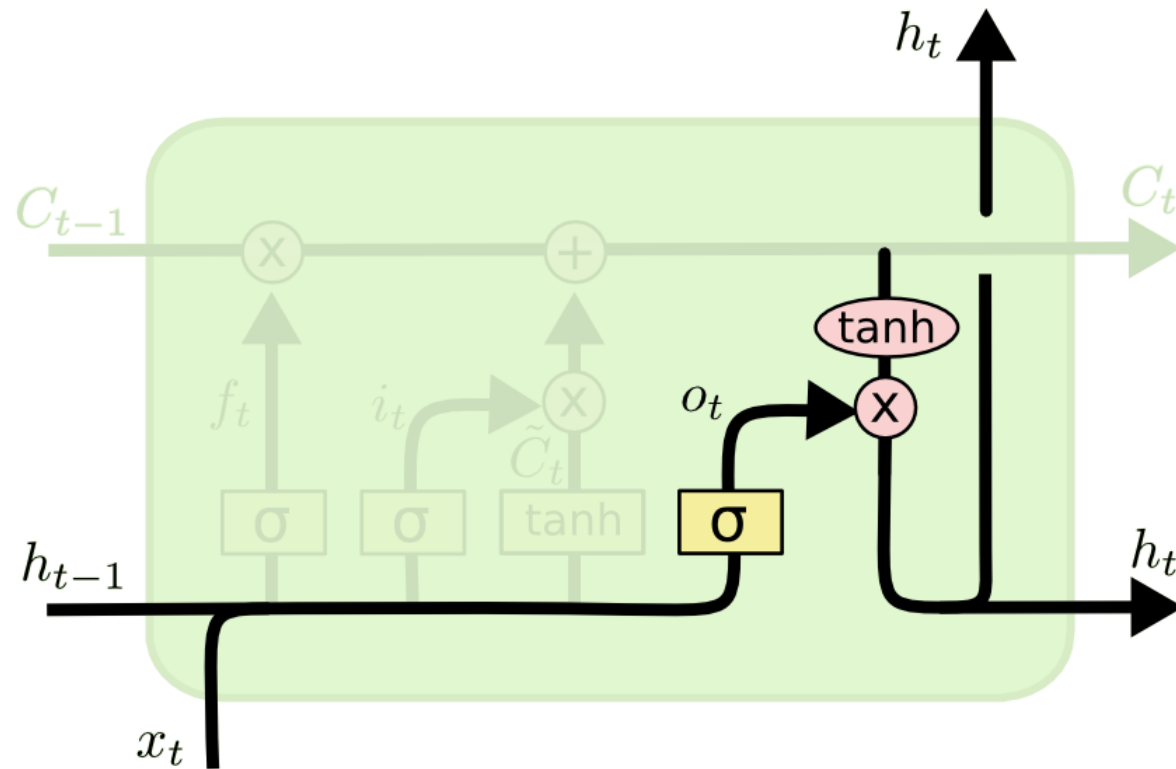 h_t
C_{t-1}
C_t
x
+
tanh
f_t
i_t
x
o_t
x
C̃_t
σ
σ
tanh
σ
h_{t-1}
h_t
x_t